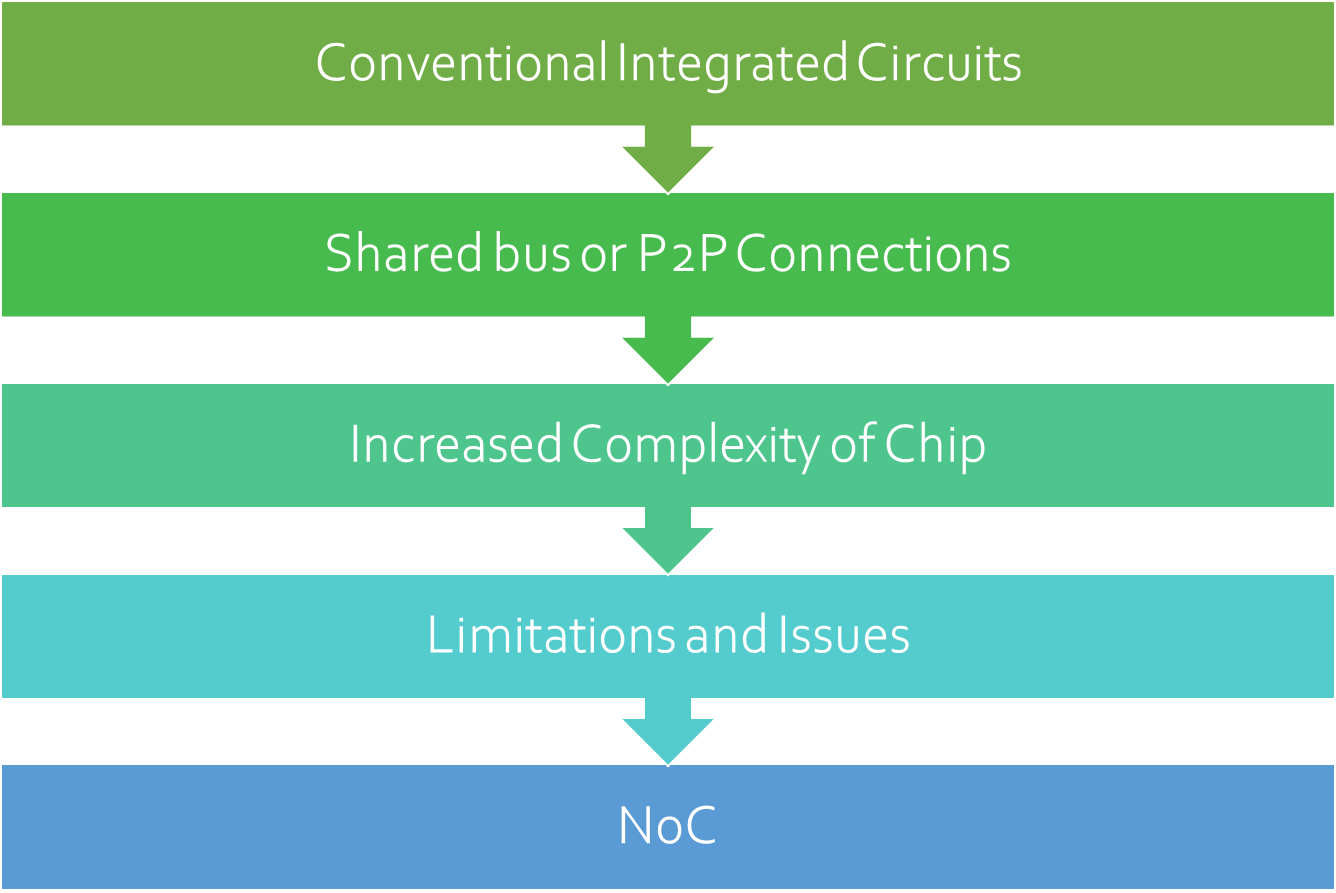 Conventional Integrated Circuits
Shared bus or P2P Connections
Increased Complexity of Chip
Limitations and Issues
NoC